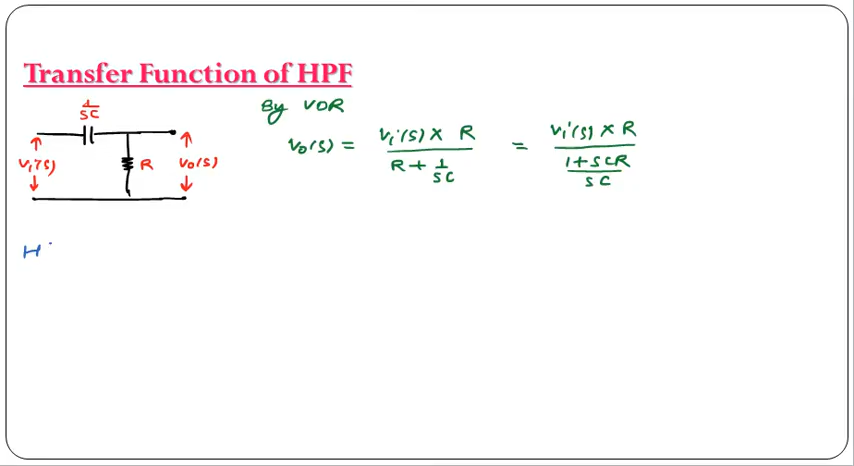 Transfer Function of HPF
1/SC
By VDR
Vi(s) R Vo(s)
Vo(s) = Vi(s) × R / (R + 1/SC) = Vi(s) × R / ((1 + SCR)/SC)
H